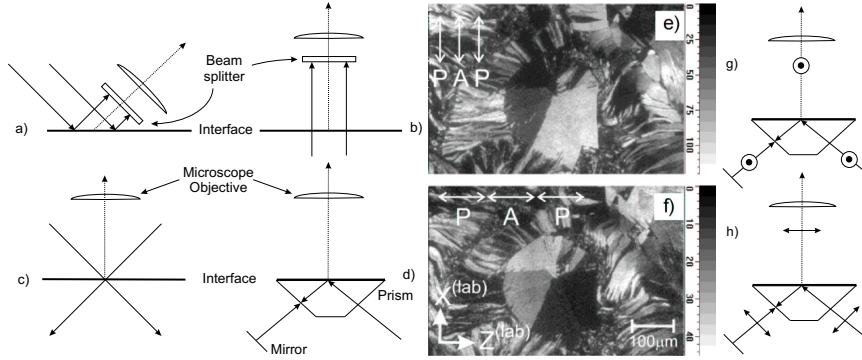 a)
Beam
splitter
Interface
b)
Microscope
Objective
c)
Interface
d)
Prism
Mirror
e)
P A P
0
25
50
75
100
f)
P A P
X(lab)
Z(lab)
100µm
0
10
20
30
40
g)
h)